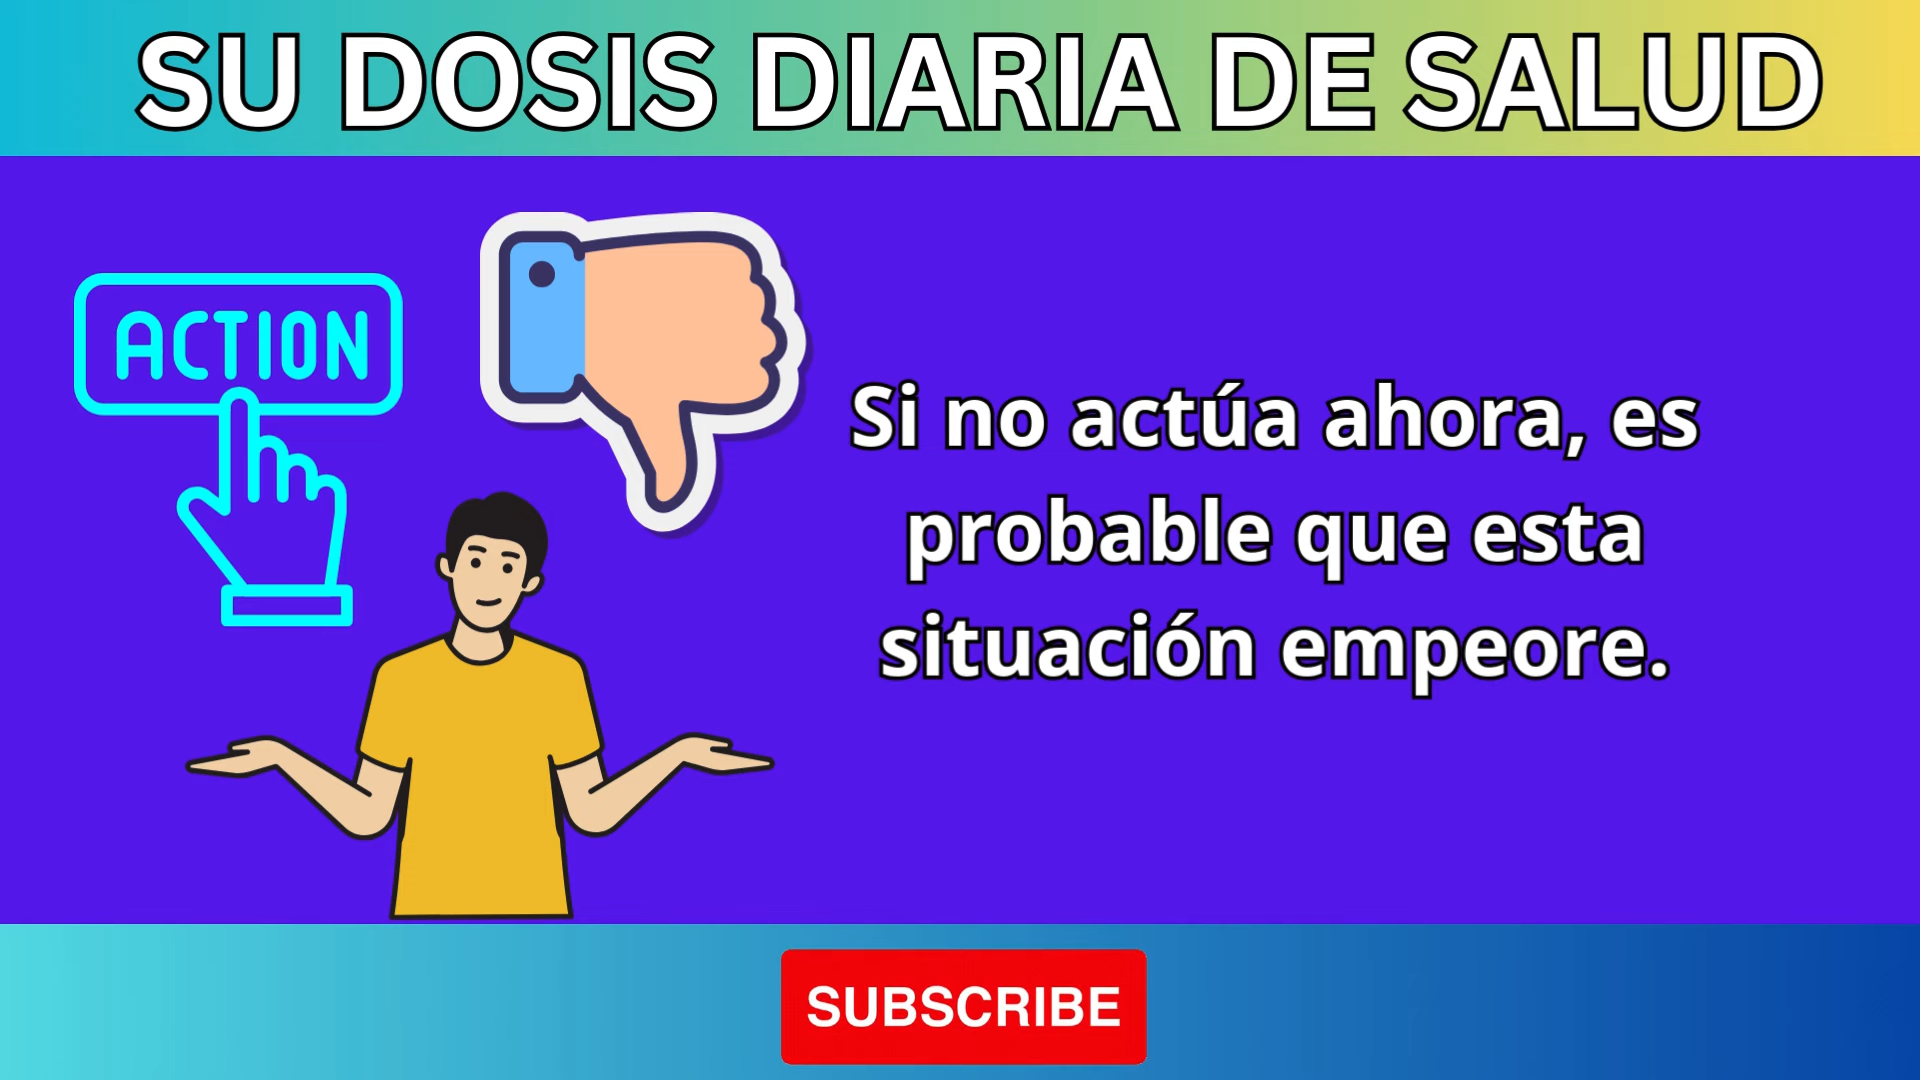 SU DOSIS DIARIA DE SALUD
ACTION
Si no actúa ahora, es
probable que esta
situación empeore.
SUBSCRIBE